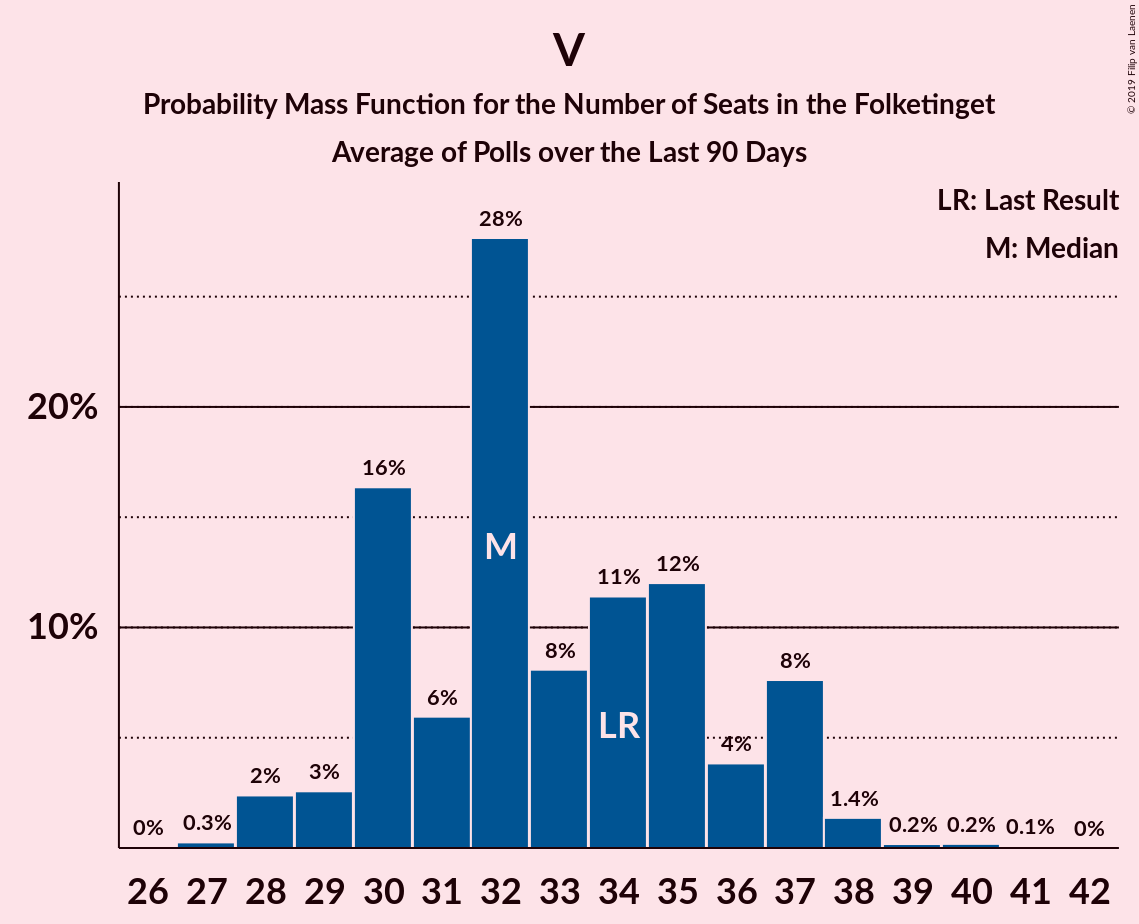 V
Probability Mass Function for the Number of Seats in the Folketinget
Average of Polls over the Last 90 Days
© 2019 Filip van Laenen
LR: Last Result
M: Median
28%
20%
16%
M
12%
11%
10%
8%
8%
6%
LR
4%
3%
2%
1.4%
0% 0.3% 0.2% 0.2% 0.1% 0%
26 27 28 29 30 31 32 33 34 35 36 37 38 39 40 41 42